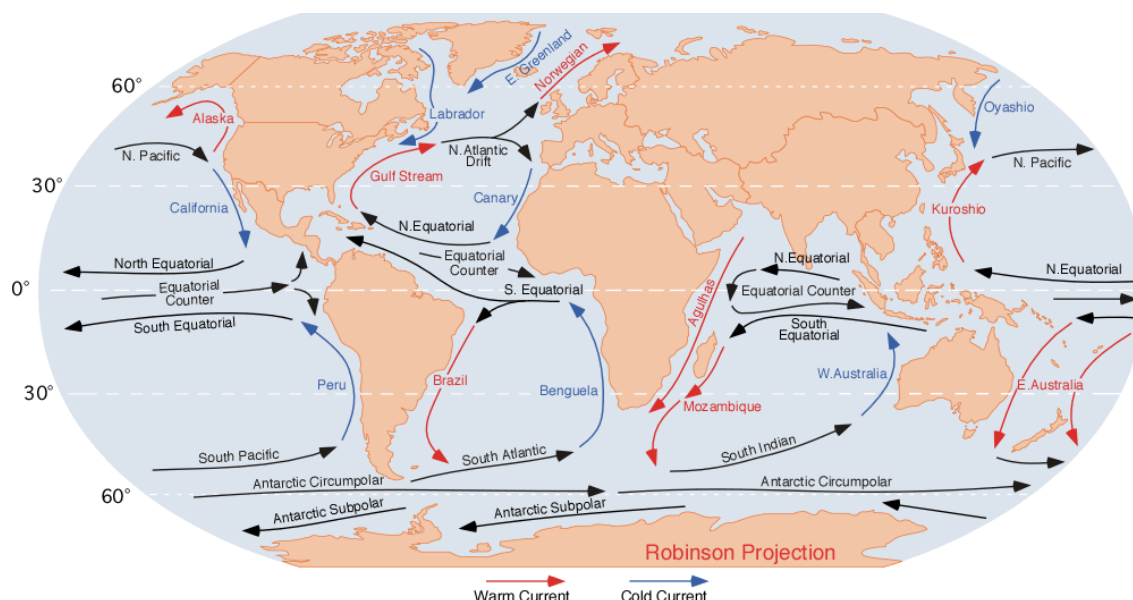 E. Greenland
Norwegian
60°
Alaska
Labrador
Oyashio
N. Pacific
N.Atlantic
Drift
N. Pacific
Gulf Stream
30°
California
Canary
Kuroshio
N.Equatorial
North Equatorial
Equatorial
Counter
N.Equatorial
N.Equatorial
0°
Equatorial
Counter
S. Equatorial
Agulhas
Equatorial Counter
South Equatorial
South
Equatorial
Peru
Brazil
Benguela
W.Australia
E.Australia
30°
Mozambique
South Pacific
South Atlantic
South Indian
Antarctic Circumpolar
Antarctic Circumpolar
60°
Antarctic Subpolar
Antarctic Subpolar
Robinson Projection
Warm Current
Cold Current